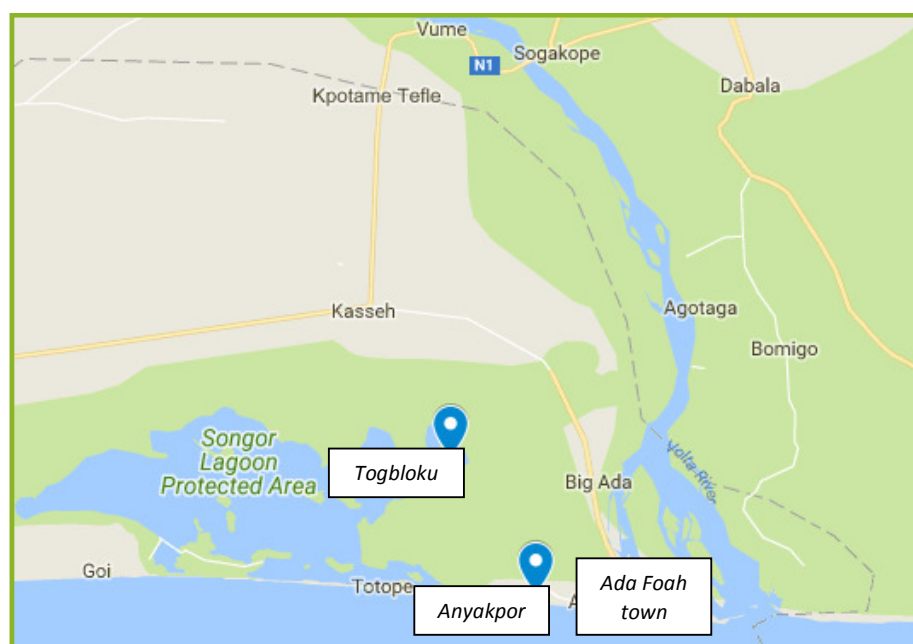 Vume
Sogakope
N1
Dabala
Kpotame Tefle
Kasseh
Agotaga
Bomigo
Songor
Lagoon
Protected Area
Togbloku
Big Ada
Volta-River
Goi
Totope
Anyakpor
A
Ada Foah
town